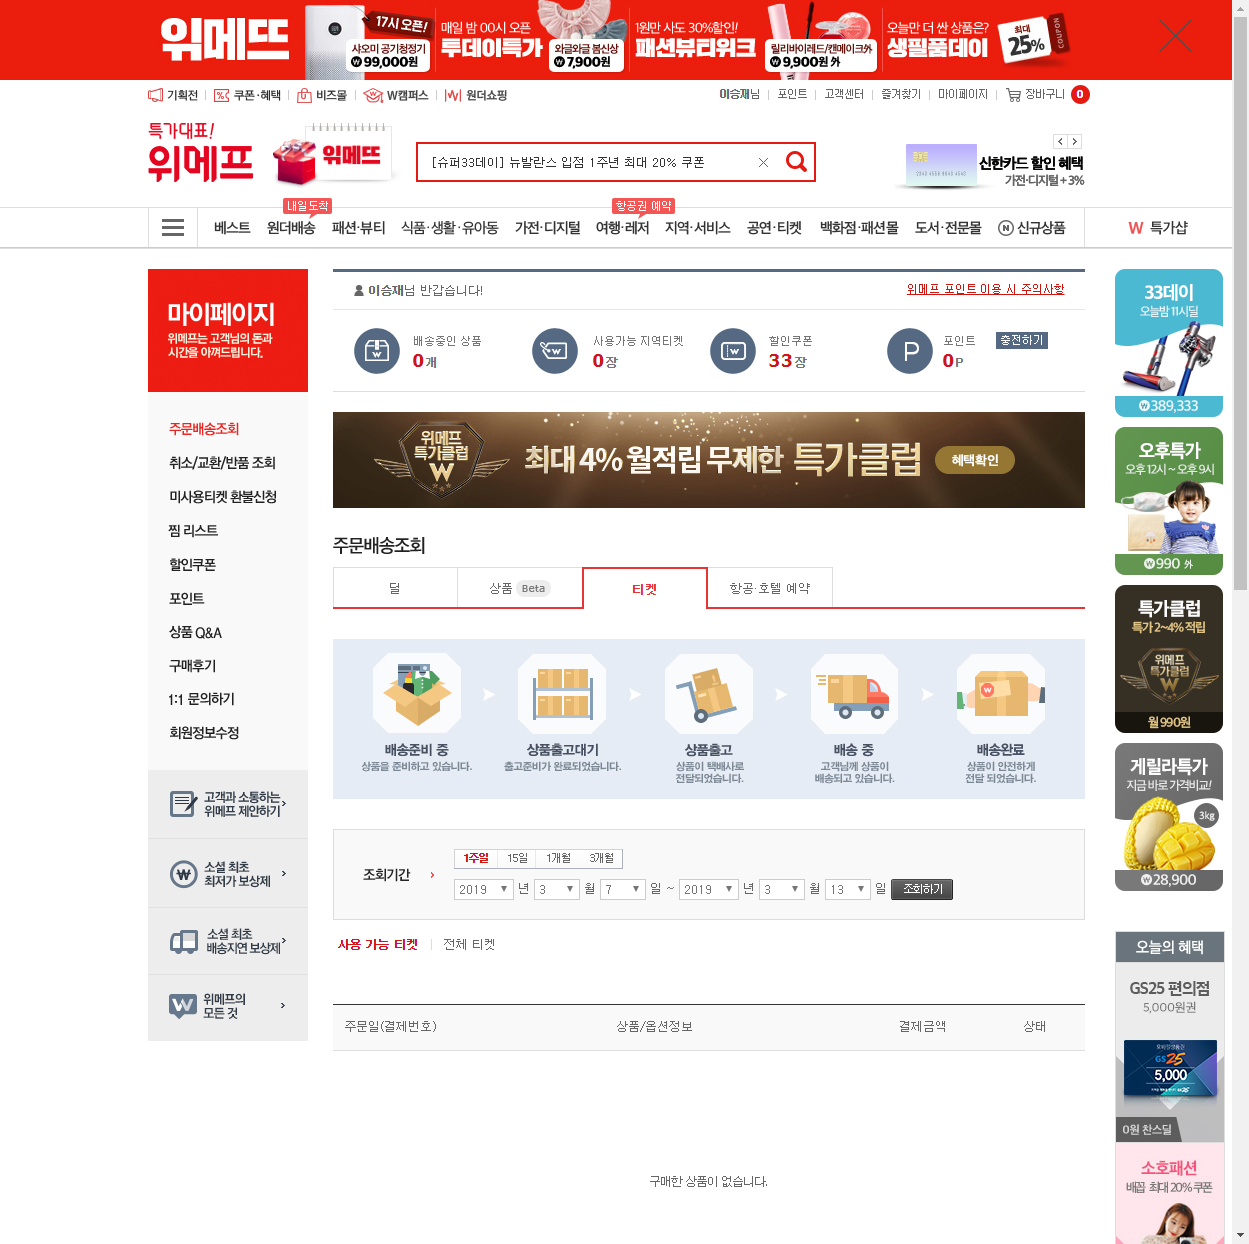 위메뜨
17시 오픈!
샤오미 공기청정기
₩99,000원
매일 밤 00시 오픈
투데이특가
와글와글 봄신상
₩7,900원
1원만 사도 30%할인!
패션뷰티위크
릴리바이레드/캔메이크外
₩9,900원 外
오늘만 더 싼 상품은?
생필품데이
최대
25%
COUPON
기획전
쿠폰·혜택
비즈몰
W캠퍼스
원더쇼핑
이승재님
포인트
고객센터
즐겨찾기
마이페이지
장바구니
0
특가대표!
위메프
위메뜨
[슈퍼33데이] 뉴발란스 입점 1주년 최대 20% 쿠폰
신한카드 할인 혜택
가전·디지털 +3%
내일도착
항공권 예약
베스트
원더배송
패션·뷰티
식품·생활·유아동
가전·디지털
여행·레저
지역·서비스
공연·티켓
백화점·패션몰
도서·전문몰
N 신규상품
W 특가샵
마이페이지
위메프는 고객님의 돈과
시간을 아껴드립니다.
주문배송조회
취소/교환/반품 조회
미사용티켓 환불신청
찜 리스트
할인쿠폰
포인트
상품 Q&A
구매후기
1:1 문의하기
회원정보수정
고객과 소통하는
위메프 제안하기
소셜 최초
최저가 보상제
소셜 최초
배송지연 보상제
위메프의
모든 것
이승재님 반갑습니다!
위메프 포인트 이용 시 주의사항
배송중인 상품
0개
사용가능 지역티켓
0장
할인쿠폰
33장
포인트
0P
충전하기
위메프
특가클럽
W
최대 4% 월적립 무제한 특가클럽
혜택확인
주문배송조회
딜
상품 Beta
티켓
항공·호텔 예약
배송준비 중
상품을 준비하고 있습니다.
상품출고대기
출고준비가 완료되었습니다.
상품출고
상품이 택배사로
전달되었습니다.
배송 중
고객님께 상품이
배송되고 있습니다.
배송완료
상품이 안전하게
전달 되었습니다.
조회기간
1주일
15일
1개월
3개월
2019 년 3 월 7 일 ~ 2019 년 3 월 13 일 조회하기
사용 가능 티켓
전체 티켓
주문일(결제번호)
상품/옵션정보
결제금액
상태
구매한 상품이 없습니다.
33데이
오늘밤 11시딜
₩389,333
오후특가
오후 12시 ~ 오후 9시
₩990 外
특가클럽
특가 2~4% 적립
위메프
특가클럽
W
월 990원
게릴라특가
지금 바로 가격비교!
3kg
₩28,900
오늘의 혜택
GS25 편의점
5,000원권
GS25
5,000
0원 찬스딜
소호패션
배꼽 최대 20% 쿠폰